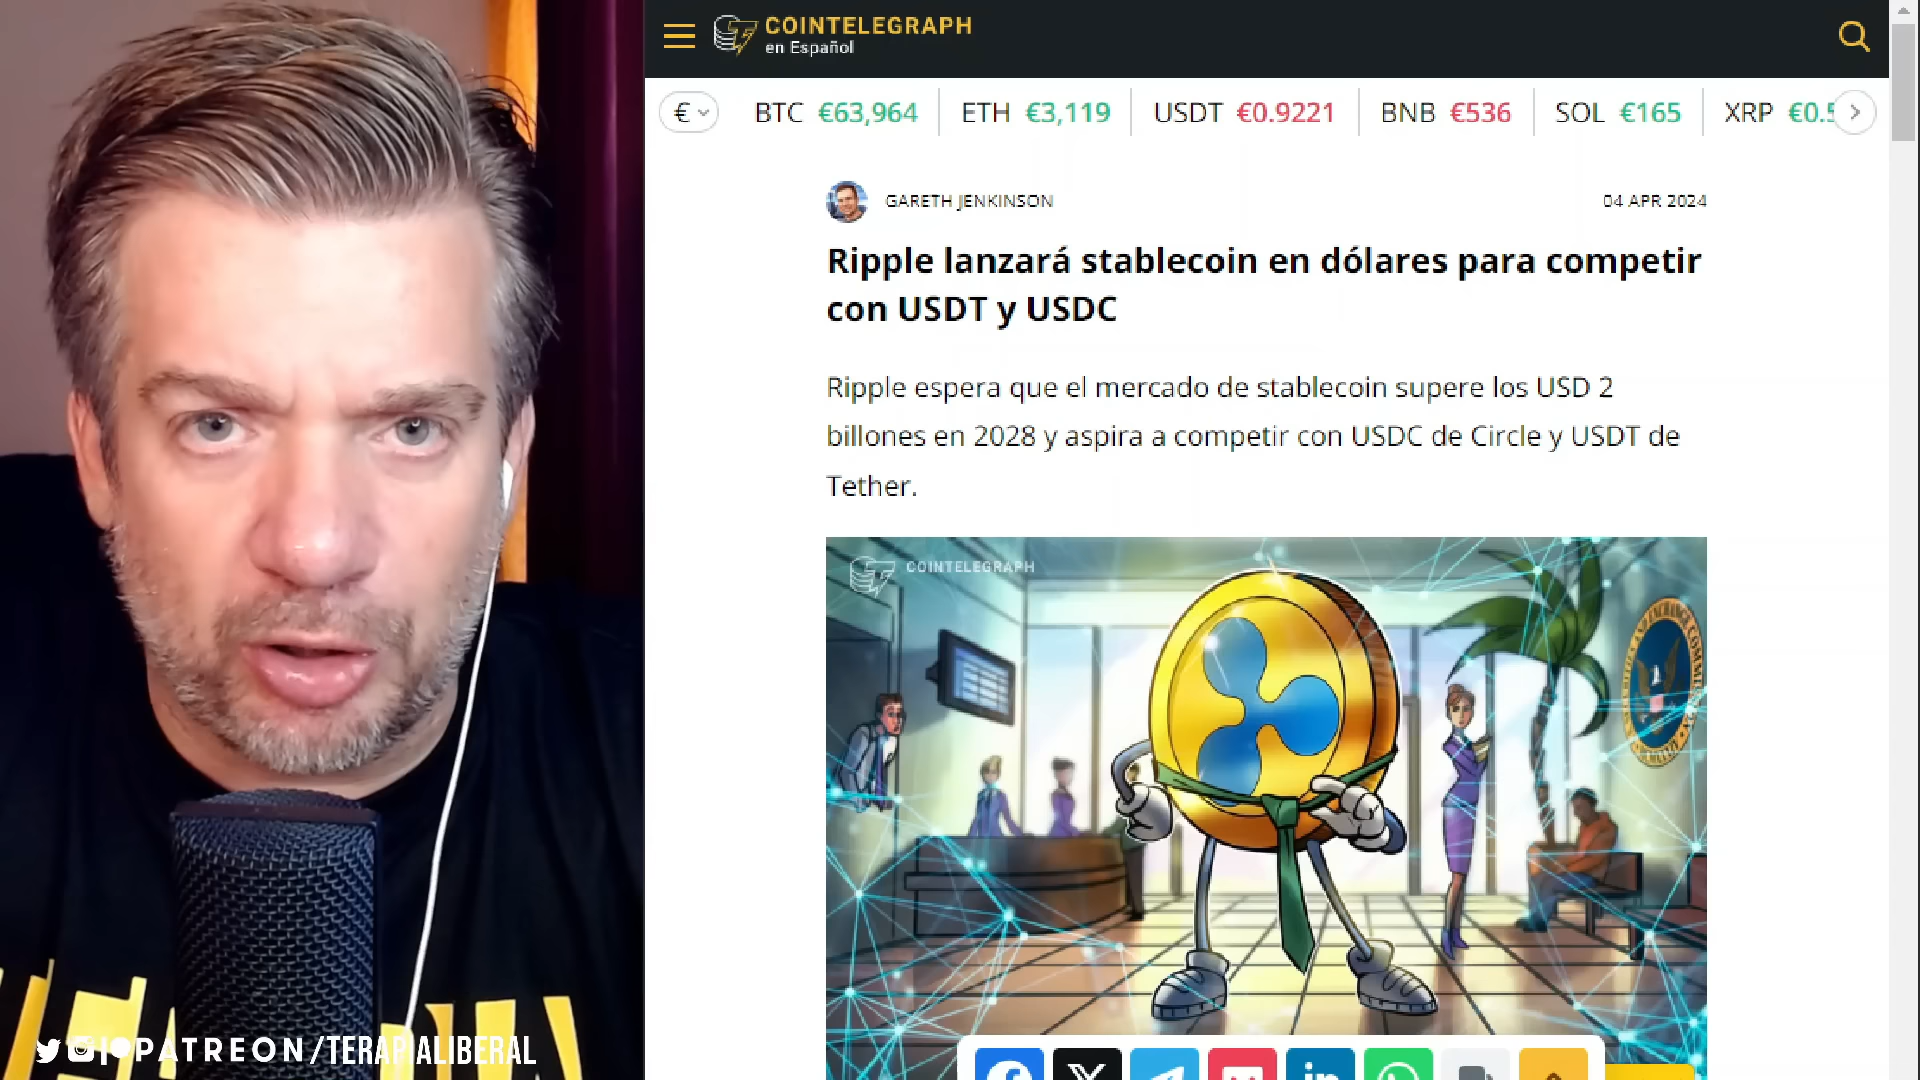 COINTELEGRAPH
en Español
€
BTC €63,964
ETH €3,119
USDT €0.9221
BNB €536
SOL €165
XRP €0.5
GARETH JENKINSON
04 APR 2024
Ripple lanzará stablecoin en dólares para competir
con USDT y USDC
Ripple espera que el mercado de stablecoin supere los USD 2
billones en 2028 y aspira a competir con USDC de Circle y USDT de
Tether.
COINTELEGRAPH
PATREON/TERAPIALIBERAL